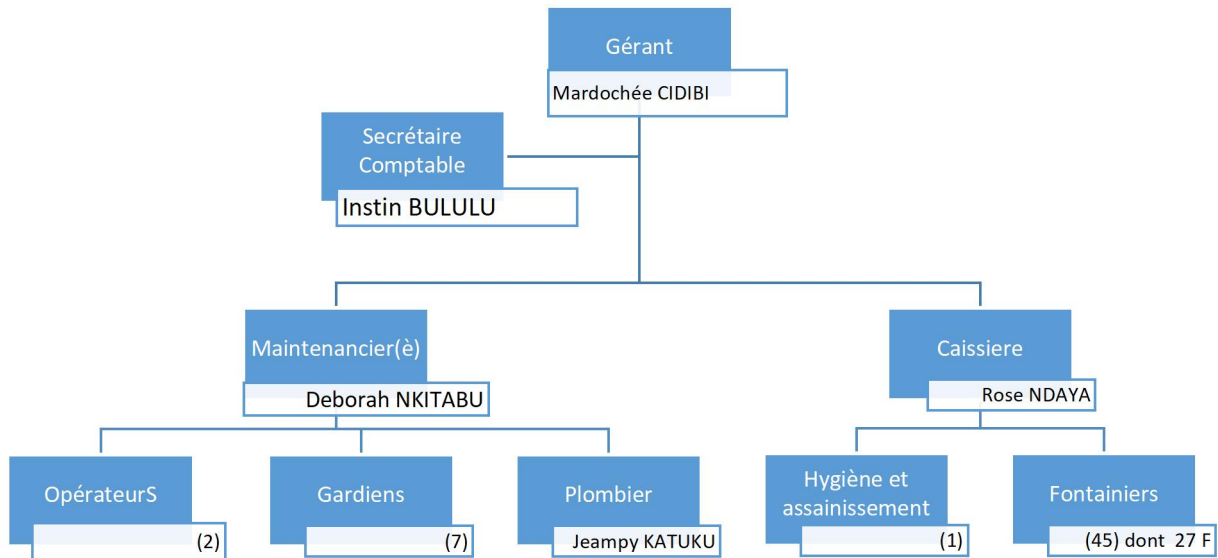 Gérant
Mardochée CIDIBI
Secrétaire
Comptable
Instin BULULU
Maintenancier(è)
Deborah NKITABU
Caissiere
Rose NDAYA
OpérateurS
(2)
Gardiens
(7)
Plombier
Jeampy KATUKU
Hygiène et
assainissement
(1)
Fontainiers
(45) dont  27 F